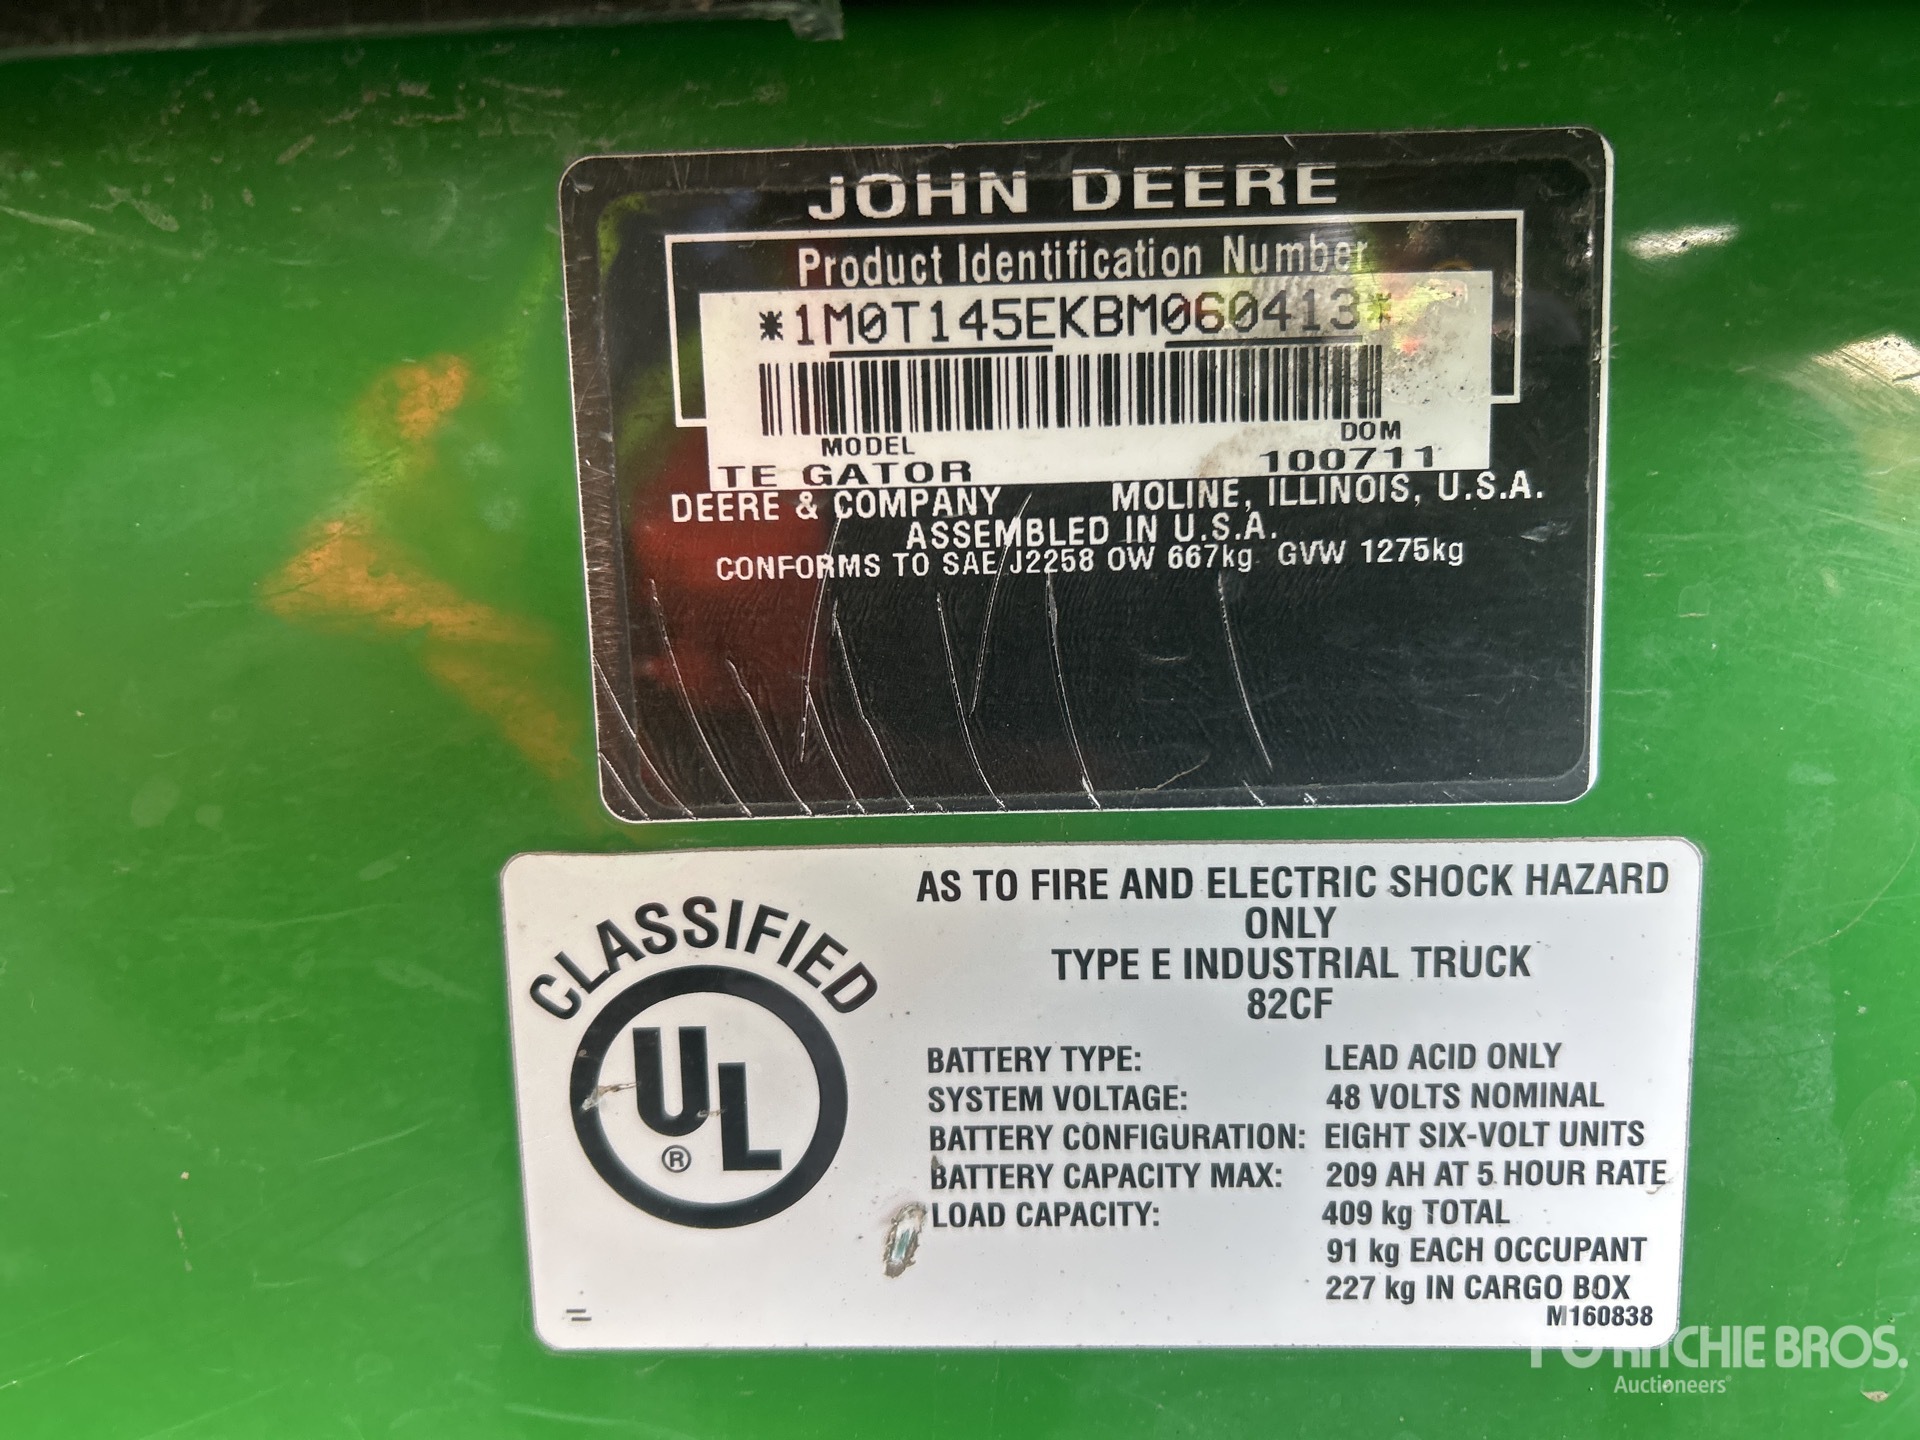 JOHN DEERE
Product Identification Number
*1M0T145EKBM060413*
MODEL DOM
TE GATOR 100711
DEERE & COMPANY MOLINE, ILLINOIS, U.S.A.
ASSEMBLED IN U.S.A.
CONFORMS TO SAE J2258 OW 667kg GVW 1275kg
CLASSIFIED
UL
®
AS TO FIRE AND ELECTRIC SHOCK HAZARD
ONLY
TYPE E INDUSTRIAL TRUCK
82CF
BATTERY TYPE: LEAD ACID ONLY
SYSTEM VOLTAGE: 48 VOLTS NOMINAL
BATTERY CONFIGURATION: EIGHT SIX-VOLT UNITS
BATTERY CAPACITY MAX: 209 AH AT 5 HOUR RATE
LOAD CAPACITY: 409 kg TOTAL
91 kg EACH OCCUPANT
227 kg IN CARGO BOX
M160838
RITCHIE BROS.
Auctioneers